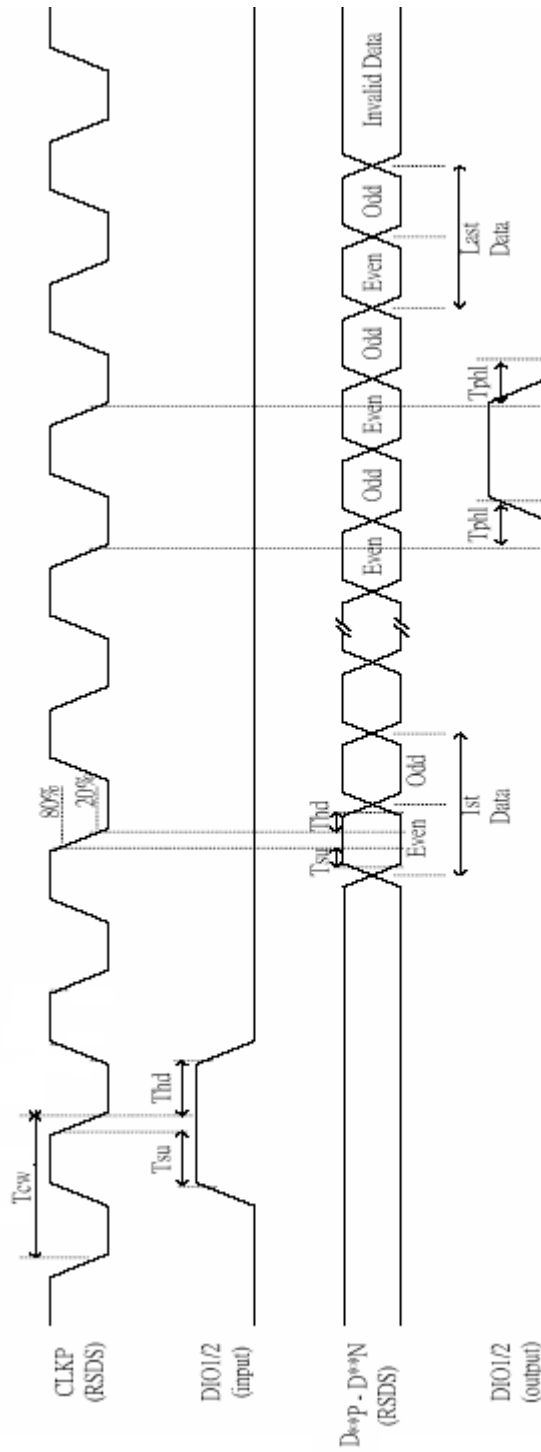 CLKP
(RSDS)
Tcw
80%
20%
DIO1/2
(input)
Tsu
Thd
D**P - D**N
(RSDS)
Tsu
Thd
Even
Odd
1st
Data
Even
Odd
Even
Odd
Even
Odd
Invalid Data
Last
Data
DIO1/2
(output)
Tphl
Tphl